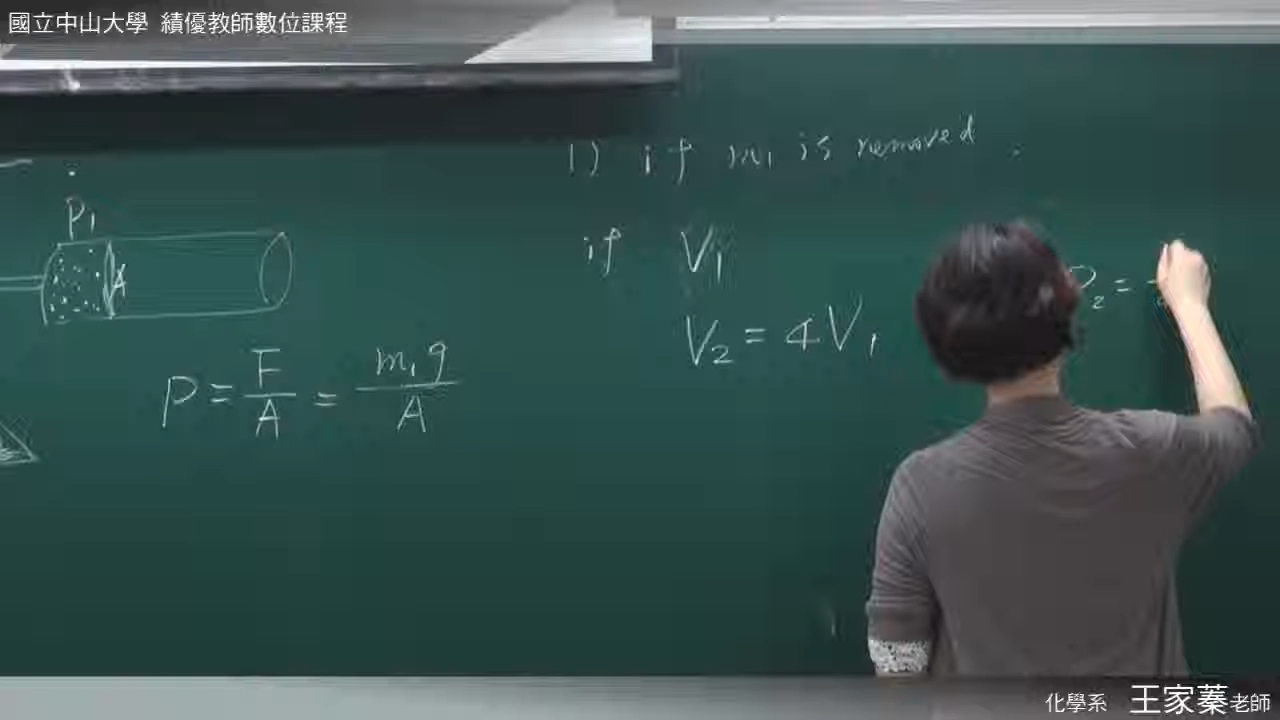 國立中山大學 績優教師數位課程
1) if m₁ is removed.
P₁
A
if V₁
P₂ =
V₂ = 4V₁
P = F/A = m₁g/A
化學系 王家蓁老師